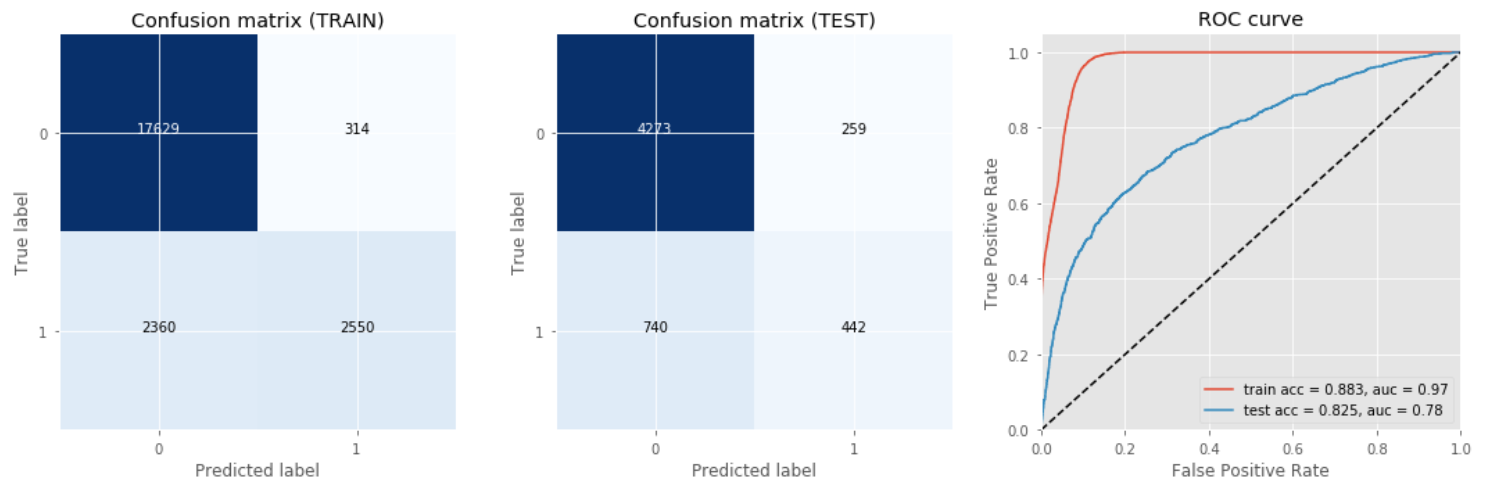 Confusion matrix (TRAIN)
True label
0
1
17629
314
2360
2550
0
1
Predicted label
Confusion matrix (TEST)
True label
0
1
4273
259
740
442
0
1
Predicted label
ROC curve
True Positive Rate
1.0
0.8
0.6
0.4
0.2
0.0
train acc = 0.883, auc = 0.97
test acc = 0.825, auc = 0.78
0.0
0.2
0.4
0.6
0.8
1.0
False Positive Rate